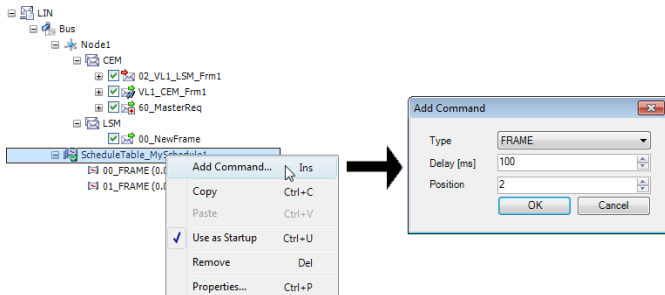 LIN
Bus
Node1
CEM
02_VL1_LSM_Frm1
VL1_CEM_Frm1
60_MasterReq
LSM
00_NewFrame
ScheduleTable_MySchedule1
00_FRAME (0.0
01_FRAME (0.0
Add Command... Ins
Copy Ctrl+C
Paste Ctrl+V
Use as Startup Ctrl+U
Remove Del
Properties... Ctrl+P
Add Command
Type FRAME
Delay [ms] 100
Position 2
OK Cancel